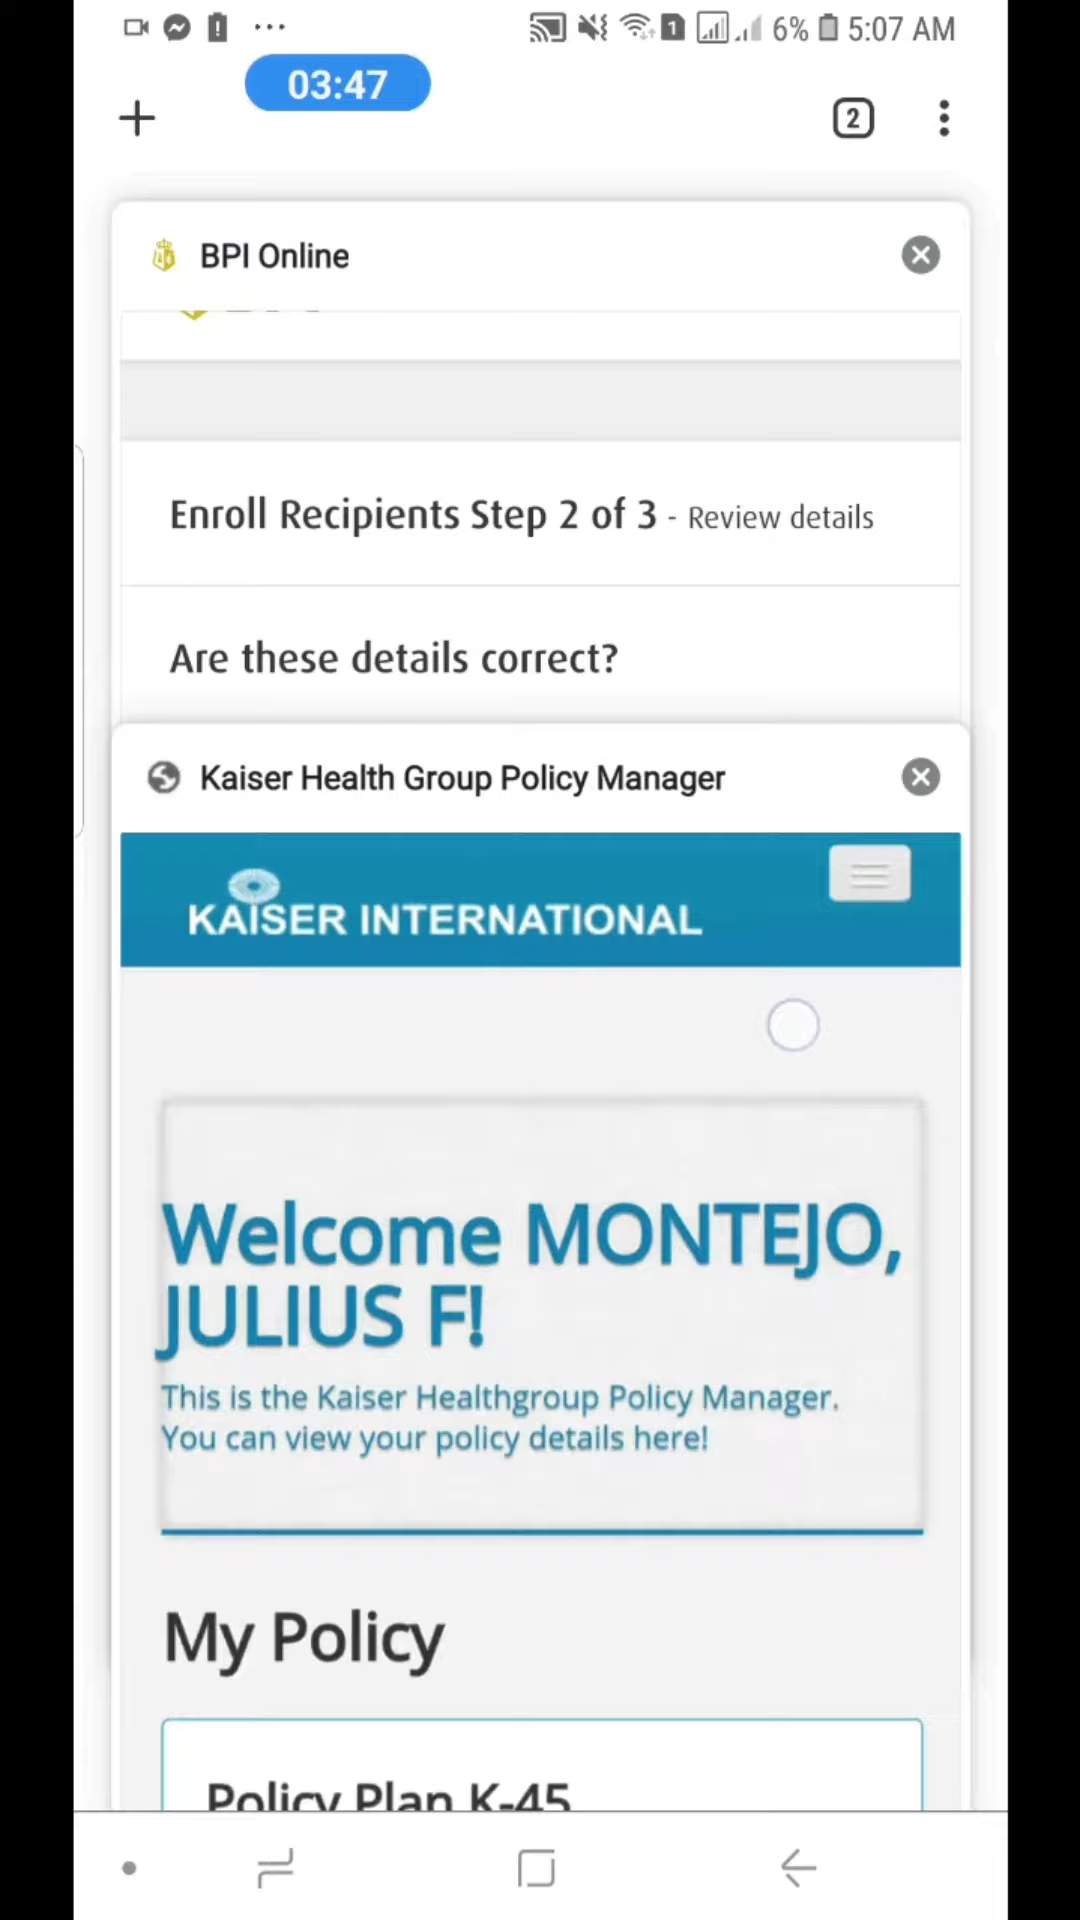 6% 5:07 AM
03:47
2
BPI Online
Enroll Recipients Step 2 of 3 - Review details
Are these details correct?
Kaiser Health Group Policy Manager
KAISER INTERNATIONAL
Welcome MONTEJO,
JULIUS F!
This is the Kaiser Healthgroup Policy Manager.
You can view your policy details here!
My Policy
Policy Plan K-45